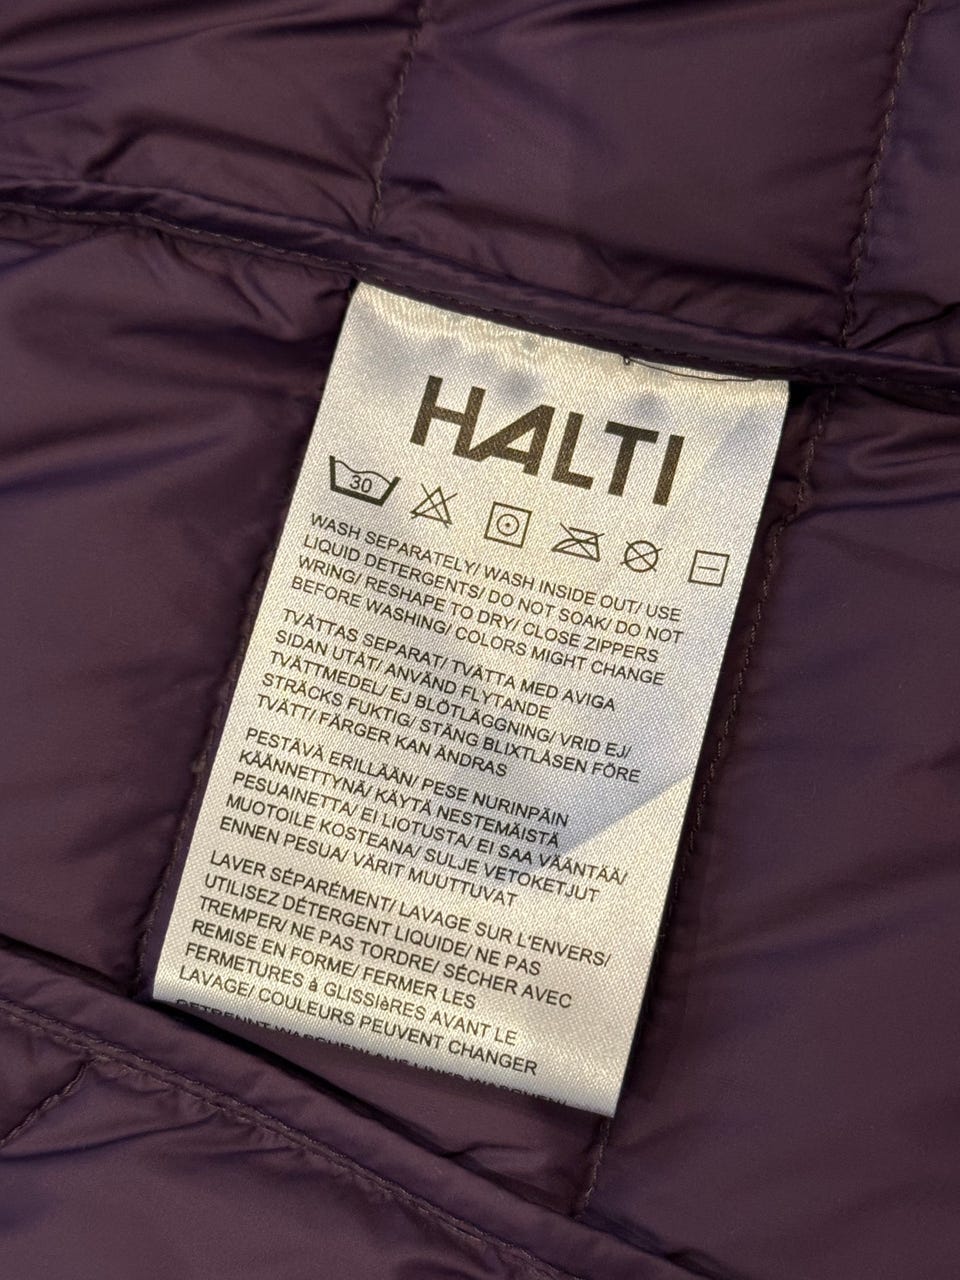 HALTI
30
WASH SEPARATELY/ WASH INSIDE OUT/ USE
LIQUID DETERGENTS/ DO NOT SOAK/ DO NOT
WRING/ RESHAPE TO DRY/ CLOSE ZIPPERS
BEFORE WASHING/ COLORS MIGHT CHANGE
TVÄTTAS SEPARAT/ TVÄTTA MED AVIGA
SIDAN UTÅT/ ANVÄND FLYTANDE
TVÄTTMEDEL/ EJ BLÖTLÄGGNING/ VRID EJ/
STRÄCKS FUKTIG/ STÄNG BLIXTLÅSEN FÖRE
TVÄTT/ FÄRGER KAN ÄNDRAS
PESTÄVÄ ERILLÄÄN/ PESE NURINPÄIN
KÄÄNNETTYNÄ/ KÄYTÄ NESTEMÄISTÄ
PESUAINETTA/ EI LIOTUSTA/ EI SAA VÄÄNTÄÄ/
MUOTOILE KOSTEANA/ SULJE VETOKETJUT
ENNEN PESUA/ VÄRIT MUUTTUVAT
LAVER SÉPARÉMENT/ LAVAGE SUR L'ENVERS/
UTILISEZ DÉTERGENT LIQUIDE/ NE PAS
TREMPER/ NE PAS TORDRE/ SÉCHER AVEC
REMISE EN FORME/ FERMER LES
FERMETURES à GLISSIèRES AVANT LE
LAVAGE/ COULEURS PEUVENT CHANGER
GETRENNT WASCHEN/